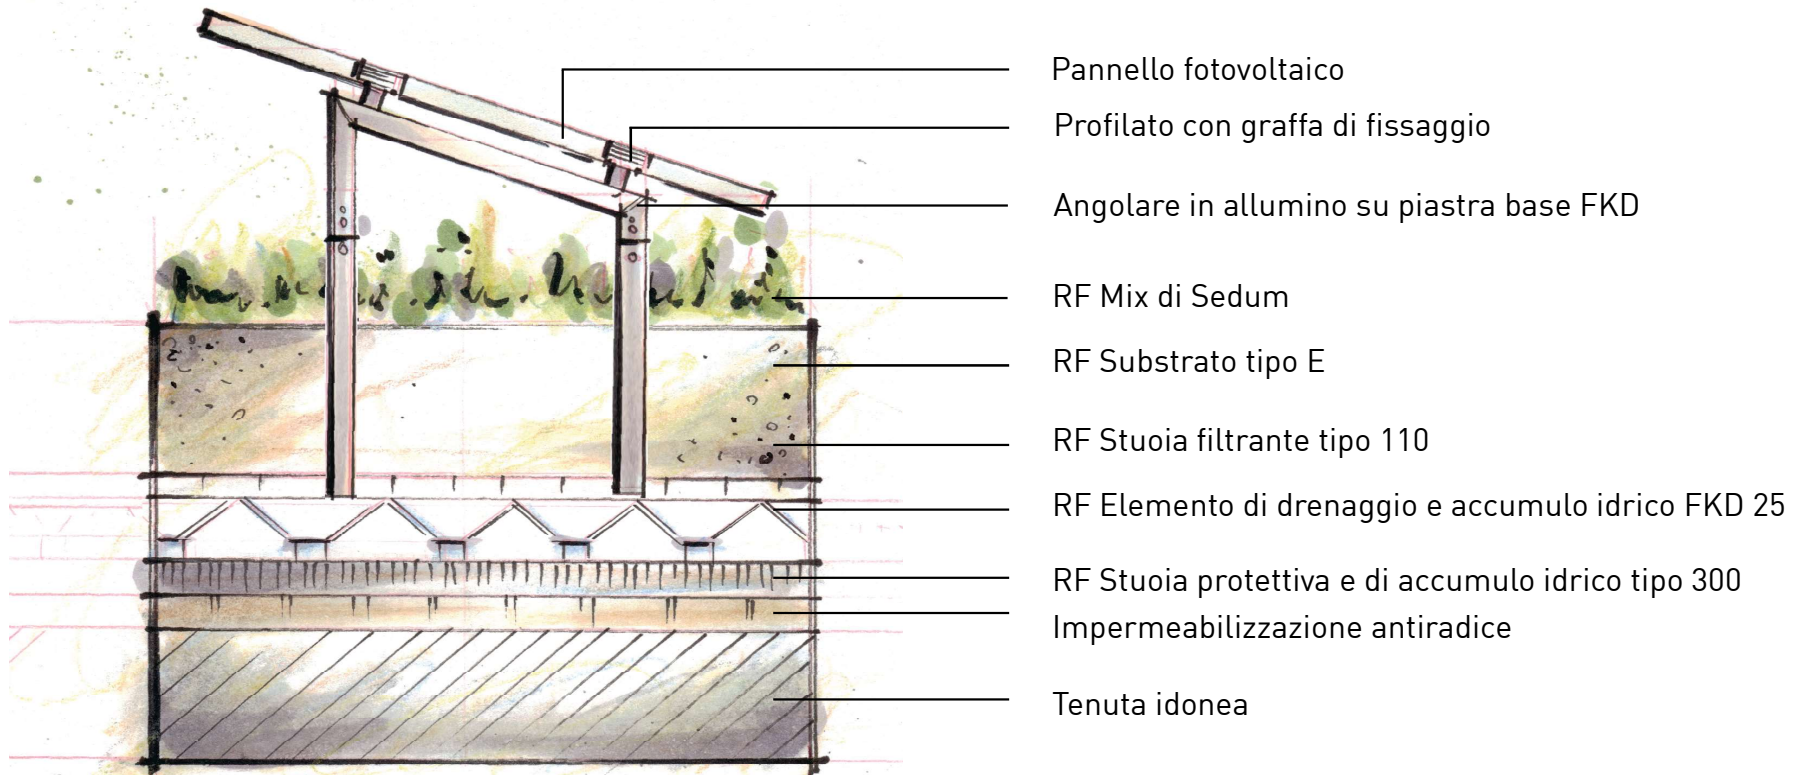 Pannello fotovoltaico
Profilato con graffa di fissaggio
Angolare in allumino su piastra base FKD
RF Mix di Sedum
RF Substrato tipo E
RF Stuoia filtrante tipo 110
RF Elemento di drenaggio e accumulo idrico FKD 25
RF Stuoia protettiva e di accumulo idrico tipo 300
Impermeabilizzazione antiradice
Tenuta idonea